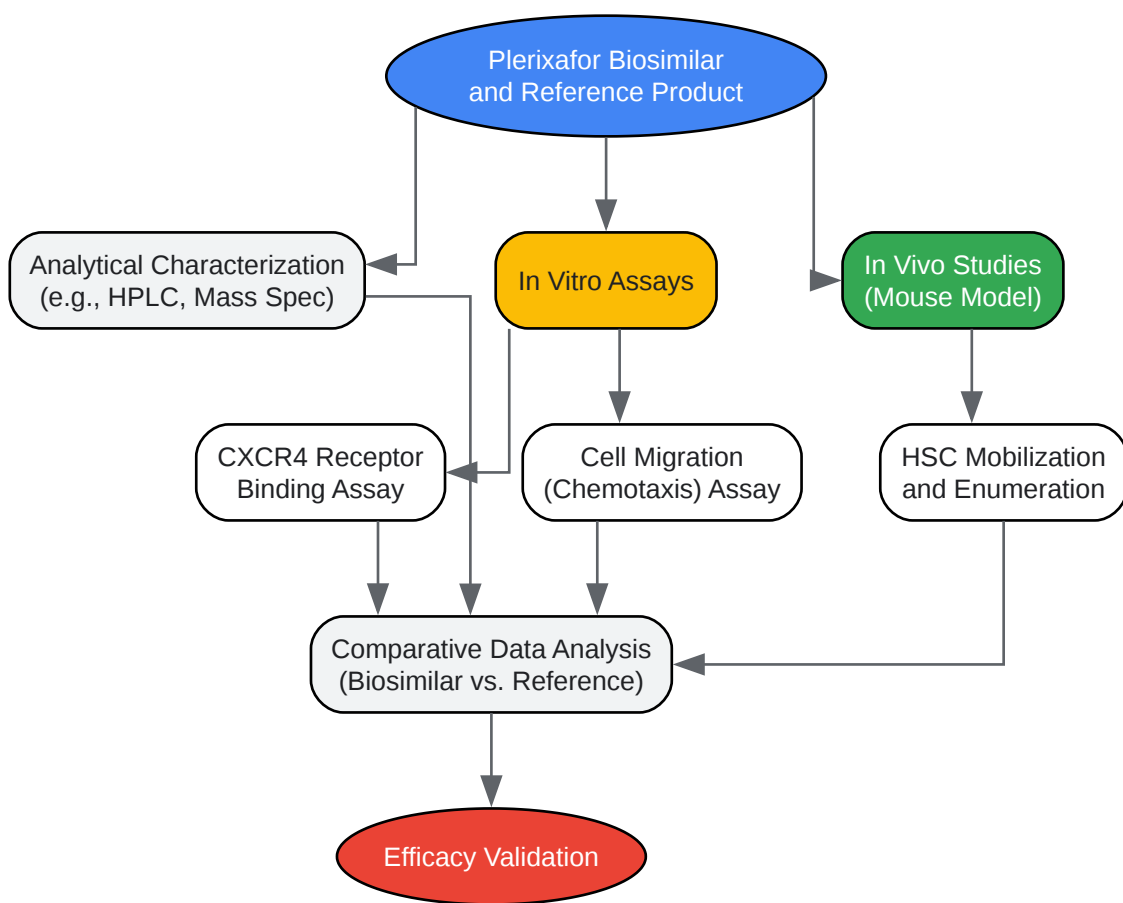 Plerixafor Biosimilar
and Reference Product
Analytical Characterization
(e.g., HPLC, Mass Spec)
In Vitro Assays
In Vivo Studies
(Mouse Model)
CXCR4 Receptor
Binding Assay
Cell Migration
(Chemotaxis) Assay
HSC Mobilization
and Enumeration
Comparative Data Analysis
(Biosimilar vs. Reference)
Efficacy Validation